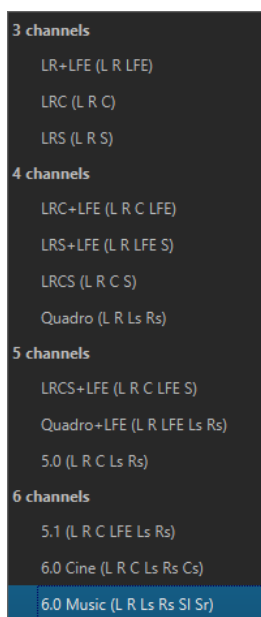 3 channels
LR+LFE (L R LFE)
LRC (L R C)
LRS (L R S)
4 channels
LRC+LFE (L R C LFE)
LRS+LFE (L R LFE S)
LRCS (L R C S)
Quadro (L R Ls Rs)
5 channels
LRCS+LFE (L R C LFE S)
Quadro+LFE (L R LFE Ls Rs)
5.0 (L R C Ls Rs)
6 channels
5.1 (L R C LFE Ls Rs)
6.0 Cine (L R C Ls Rs Cs)
6.0 Music (L R Ls Rs Sl Sr)